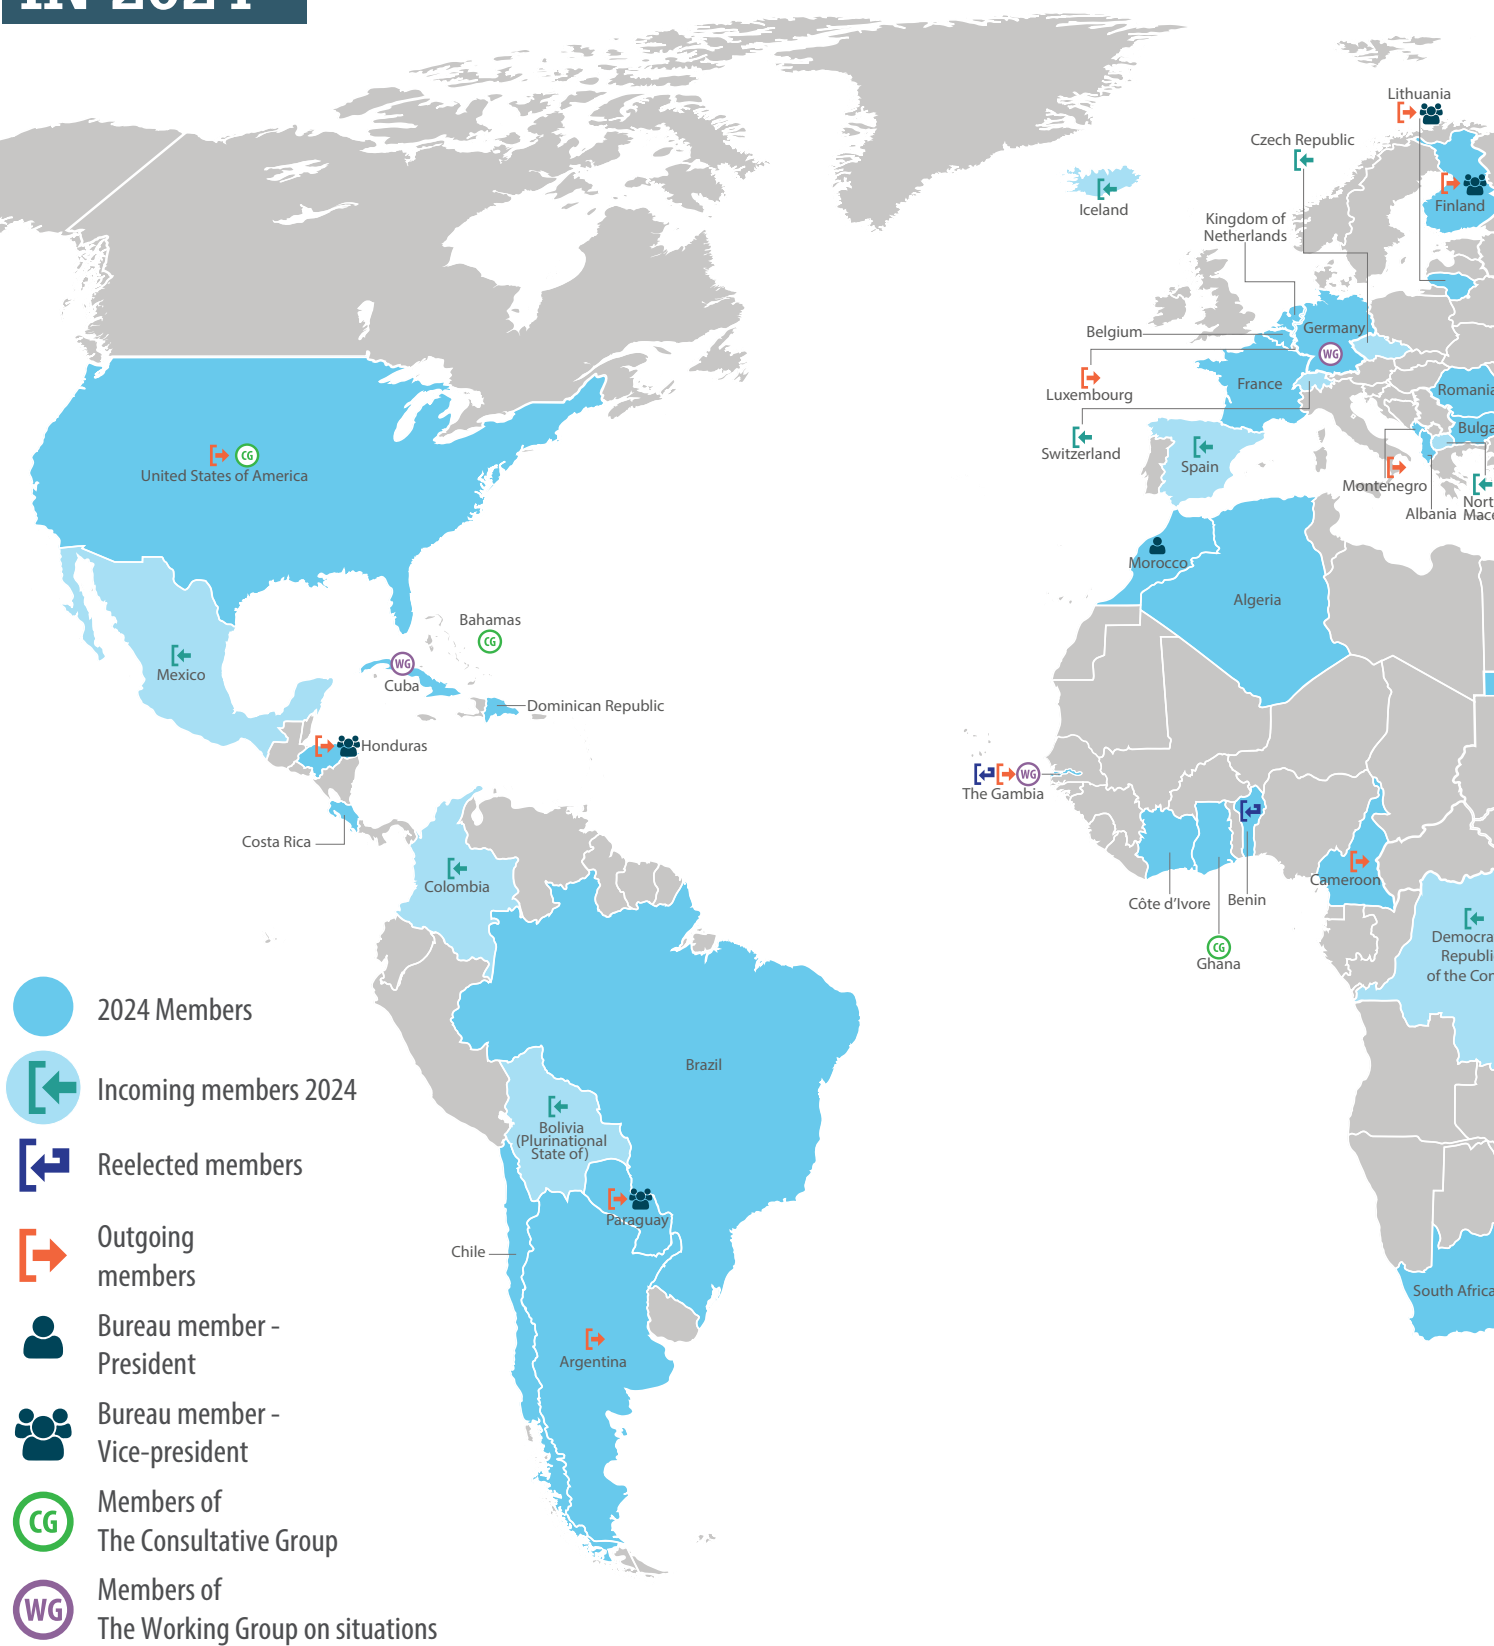 IN 2024
Lithuania
Czech Republic
Finland
Iceland
Kingdom of
Netherlands
Belgium
Germany
WG
Luxembourg
France
Romania
Switzerland
Spain
Bulga
Montenegro
Albania
Nort
Mace
CG
United States of America
Morocco
Algeria
Bahamas
CG
Mexico
WG
Cuba
Dominican Republic
Honduras
WG
The Gambia
Costa Rica
Colombia
Cameroon
Côte d'Ivore
Benin
CG
Ghana
Democra
Republi
of the Con
Brazil
Bolivia
(Plurinational
State of)
Paraguay
Chile
South Africa
Argentina
2024 Members
Incoming members 2024
Reelected members
Outgoing
members
Bureau member -
President
Bureau member -
Vice-president
CG
Members of
The Consultative Group
WG
Members of
The Working Group on situations